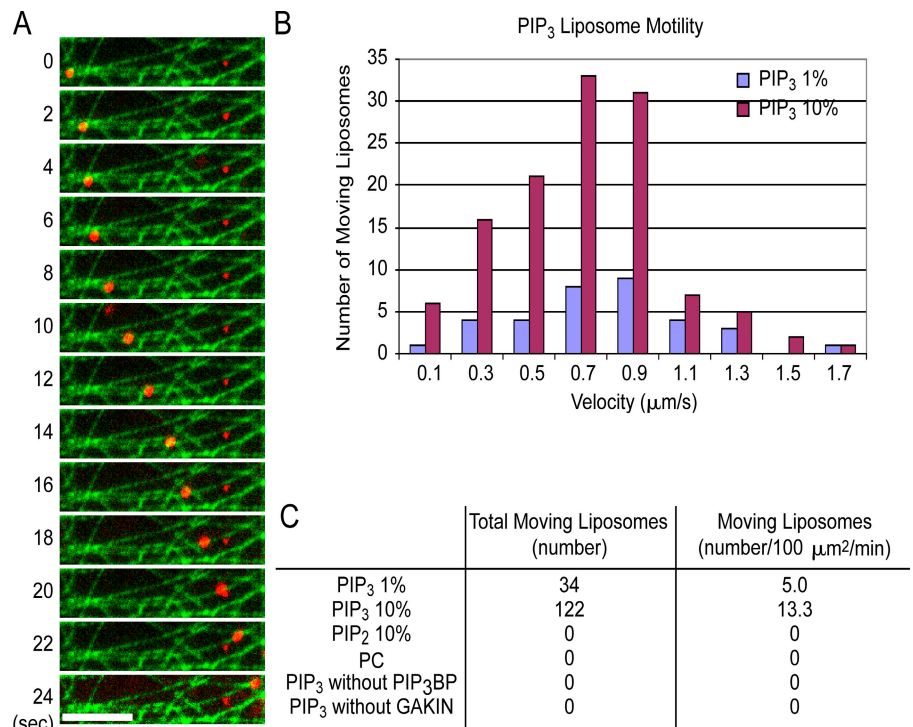 A
0
2
4
6
8
10
12
14
16
18
20
22
24
(sec)
B
PIP₃ Liposome Motility
PIP₃ 1%
PIP₃ 10%
Number of Moving Liposomes
35
30
25
20
15
10
5
0
0.1 0.3 0.5 0.7 0.9 1.1 1.3 1.5 1.7
Velocity (μm/s)
C
Total Moving Liposomes (number) Moving Liposomes (number/100 μm²/min)
PIP₃ 1% 34 5.0
PIP₃ 10% 122 13.3
PIP₂ 10% 0 0
PC 0 0
PIP₃ without PIP₃BP 0 0
PIP₃ without GAKIN 0 0